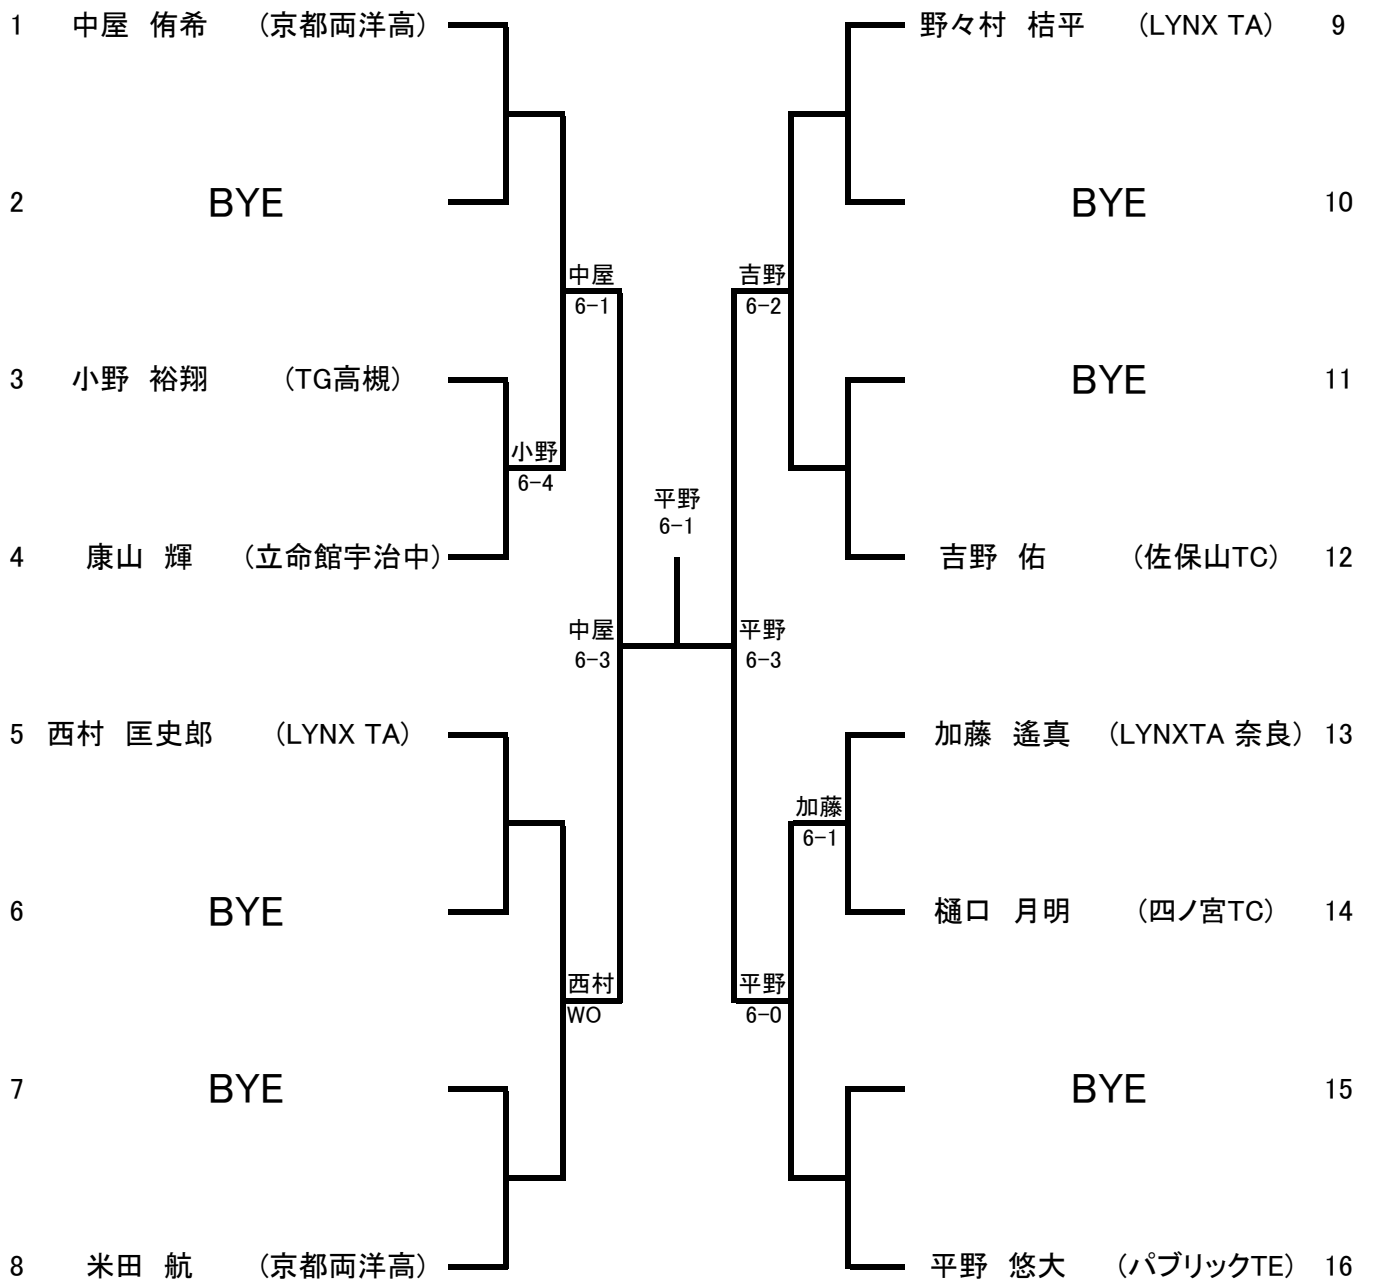 1 中屋 侑希 (京都両洋高)
2 BYE
3 小野 裕翔 (TG高槻)
4 康山 輝 (立命館宇治中)
5 西村 匡史郎 (LYNX TA)
6 BYE
7 BYE
8 米田 航 (京都両洋高)
小野
6-4
中屋
6-1
西村
WO
中屋
6-3
平野
6-1
吉野
6-2
平野
6-3
平野
6-0
加藤
6-1
野々村 桔平 (LYNX TA) 9
BYE 10
BYE 11
吉野 佑 (佐保山TC) 12
加藤 遙真 (LYNXTA 奈良) 13
樋口 月明 (四ノ宮TC) 14
BYE 15
平野 悠大 (パブリックTE) 16